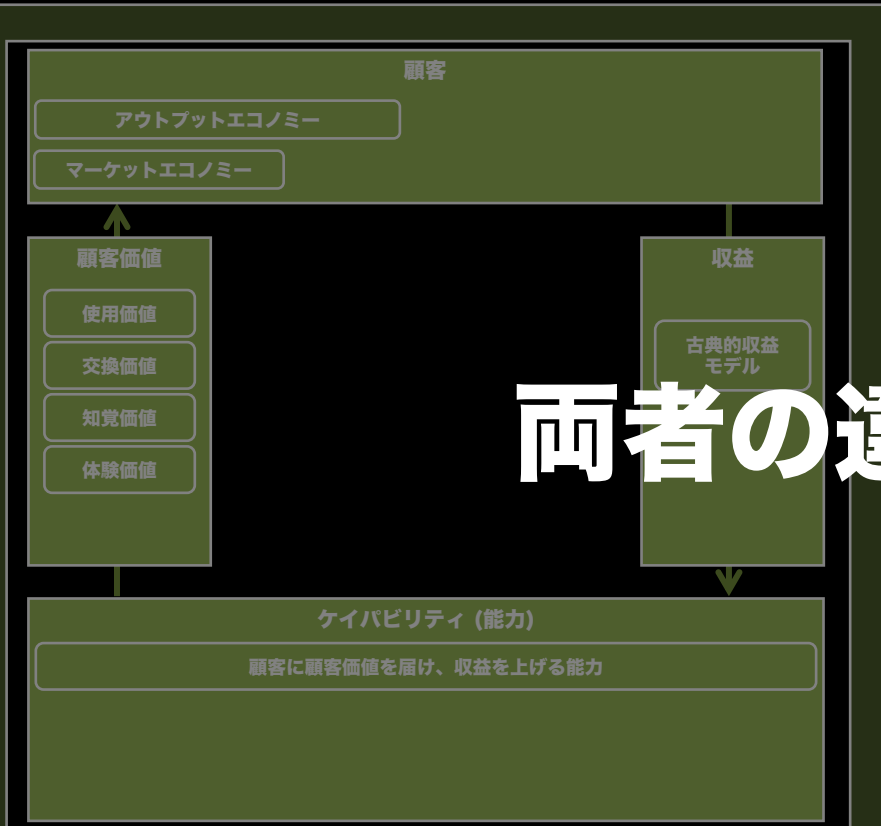 顧客
アウトプットエコノミー
マーケットエコノミー
顧客価値
使用価値
交換価値
知覚価値
体験価値
収益
古典的収益
モデル
両者の
ケイパビリティ (能力)
顧客に顧客価値を届け、収益を上げる能力